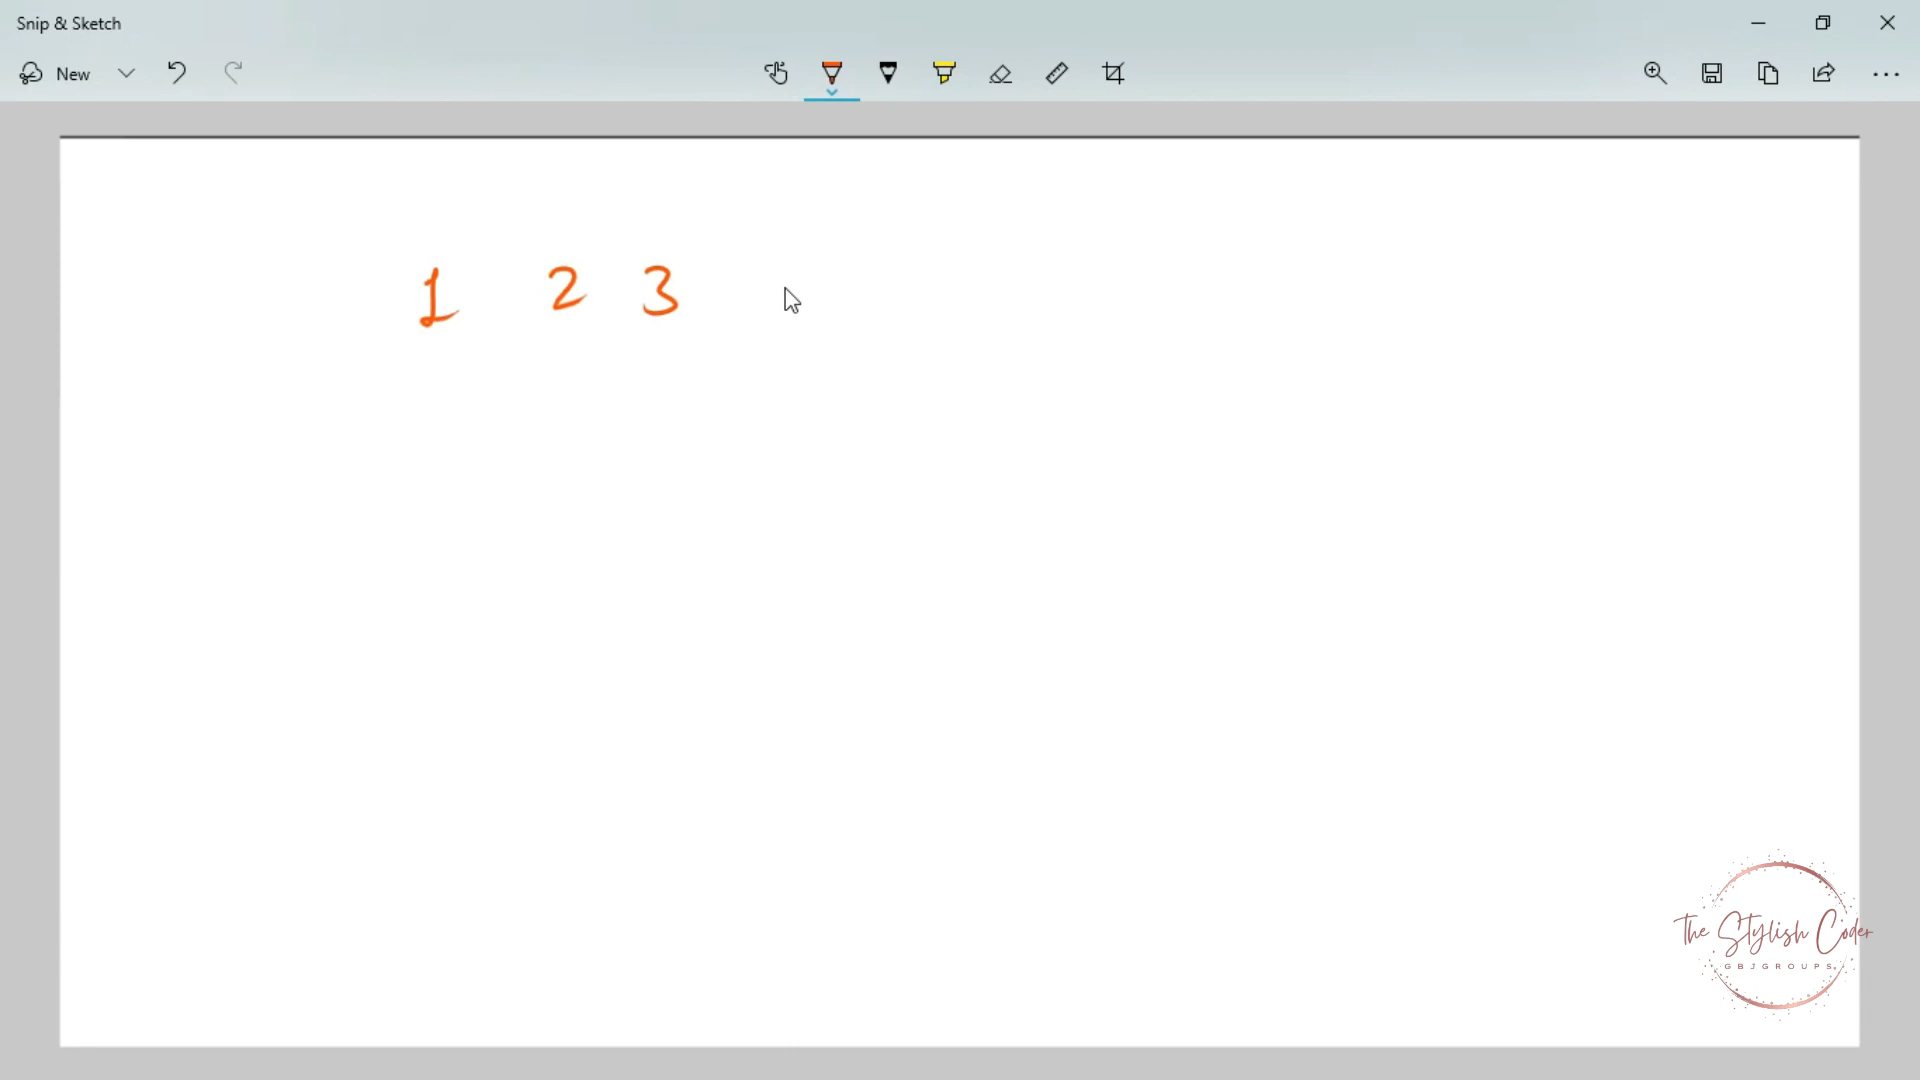 Snip & Sketch
New
1 2 3
The Stylish Coder
GBJGROUPS